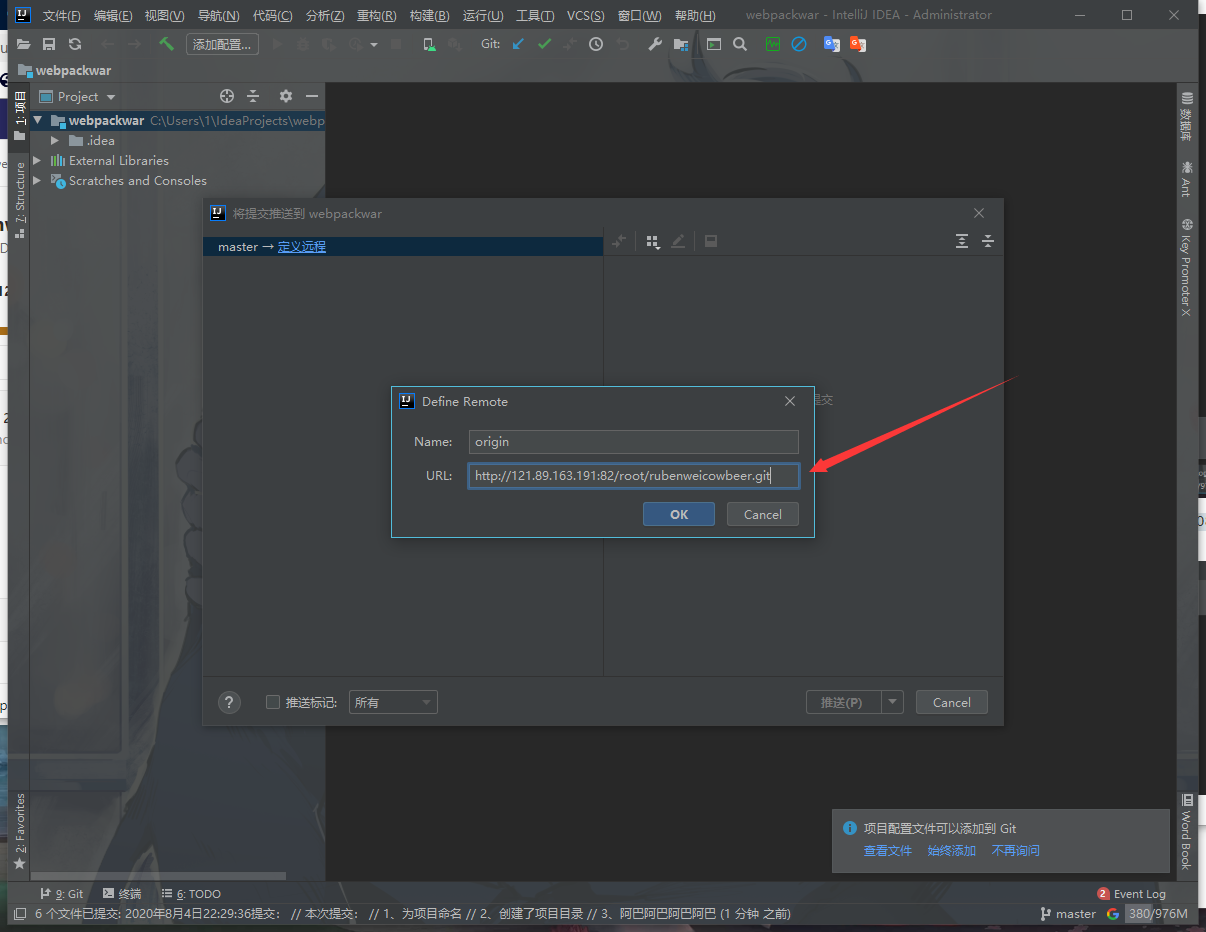 文件(F) 编辑(E) 视图(V) 导航(N) 代码(C) 分析(Z) 重构(R) 构建(B) 运行(U) 工具(T) VCS(S) 窗口(W) 帮助(H) webpackwar - IntelliJ IDEA - Administrator
添加配置... Git:
webpackwar
1: 项目
Project
webpackwar C:\Users\1\IdeaProjects\webp
.idea
External Libraries
Scratches and Consoles
7: Structure
2: Favorites
数据库
Ant
Key Promoter X
Word Book
将提交推送到 webpackwar
master → 定义远程
提交
Define Remote
Name: origin
URL: http://121.89.163.191:82/root/rubenweicowbeer.git
OK Cancel
? 推送标记: 所有 推送(P) Cancel
项目配置文件可以添加到 Git
查看文件 始终添加 不再询问
9: Git 终端 6: TODO 2 Event Log
6 个文件已提交: 2020年8月4日22:29:36提交: // 本次提交: // 1、为项目命名 // 2、创建了项目目录 // 3、阿巴阿巴阿巴阿巴 (1 分钟 之前) master 380/976M